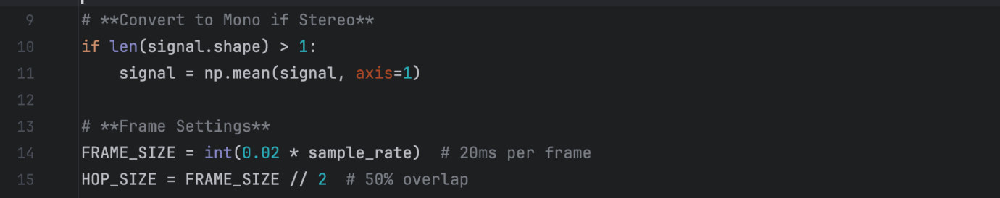 9 # **Convert to Mono if Stereo**
10 if len(signal.shape) > 1:
11     signal = np.mean(signal, axis=1)
12
13 # **Frame Settings**
14 FRAME_SIZE = int(0.02 * sample_rate)  # 20ms per frame
15 HOP_SIZE = FRAME_SIZE // 2  # 50% overlap